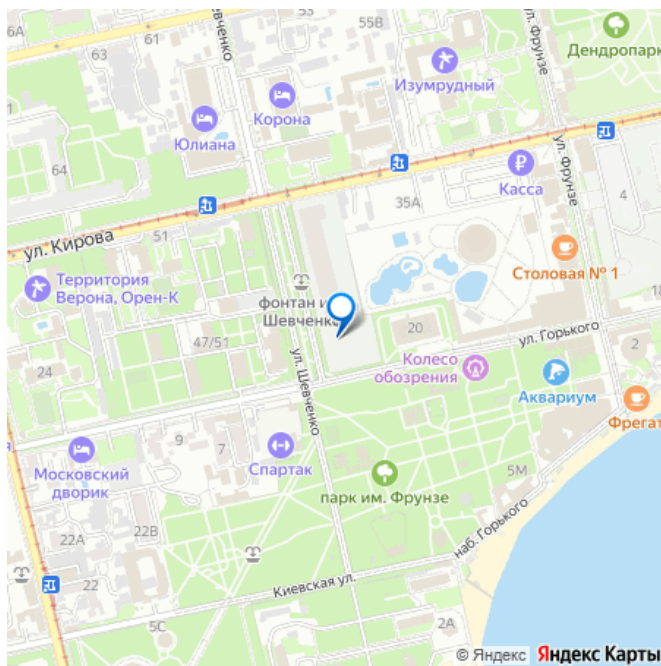 6А
63
61
53
55В
ул. Фрунзе
Дендропарк
Изумрудный
Шевченко
Корона
Юлиана
64
Касса
ул. Фрунзе
4
35А
ул. Кирова
51
Столовая № 1
Территория
Верона, Орен-К
фонтан и
Шевченко
20
ул. Горького
18
2
24
47/51
ул. Шевченко
Колесо
обозрения
Аквариум
Фрегат
9
7
Московский
дворик
Спартак
5М
парк им. Фрунзе
22А
22В
наб. Горького
22
Киевская ул.
5С
2А
© Яндекс Яндекс Карты